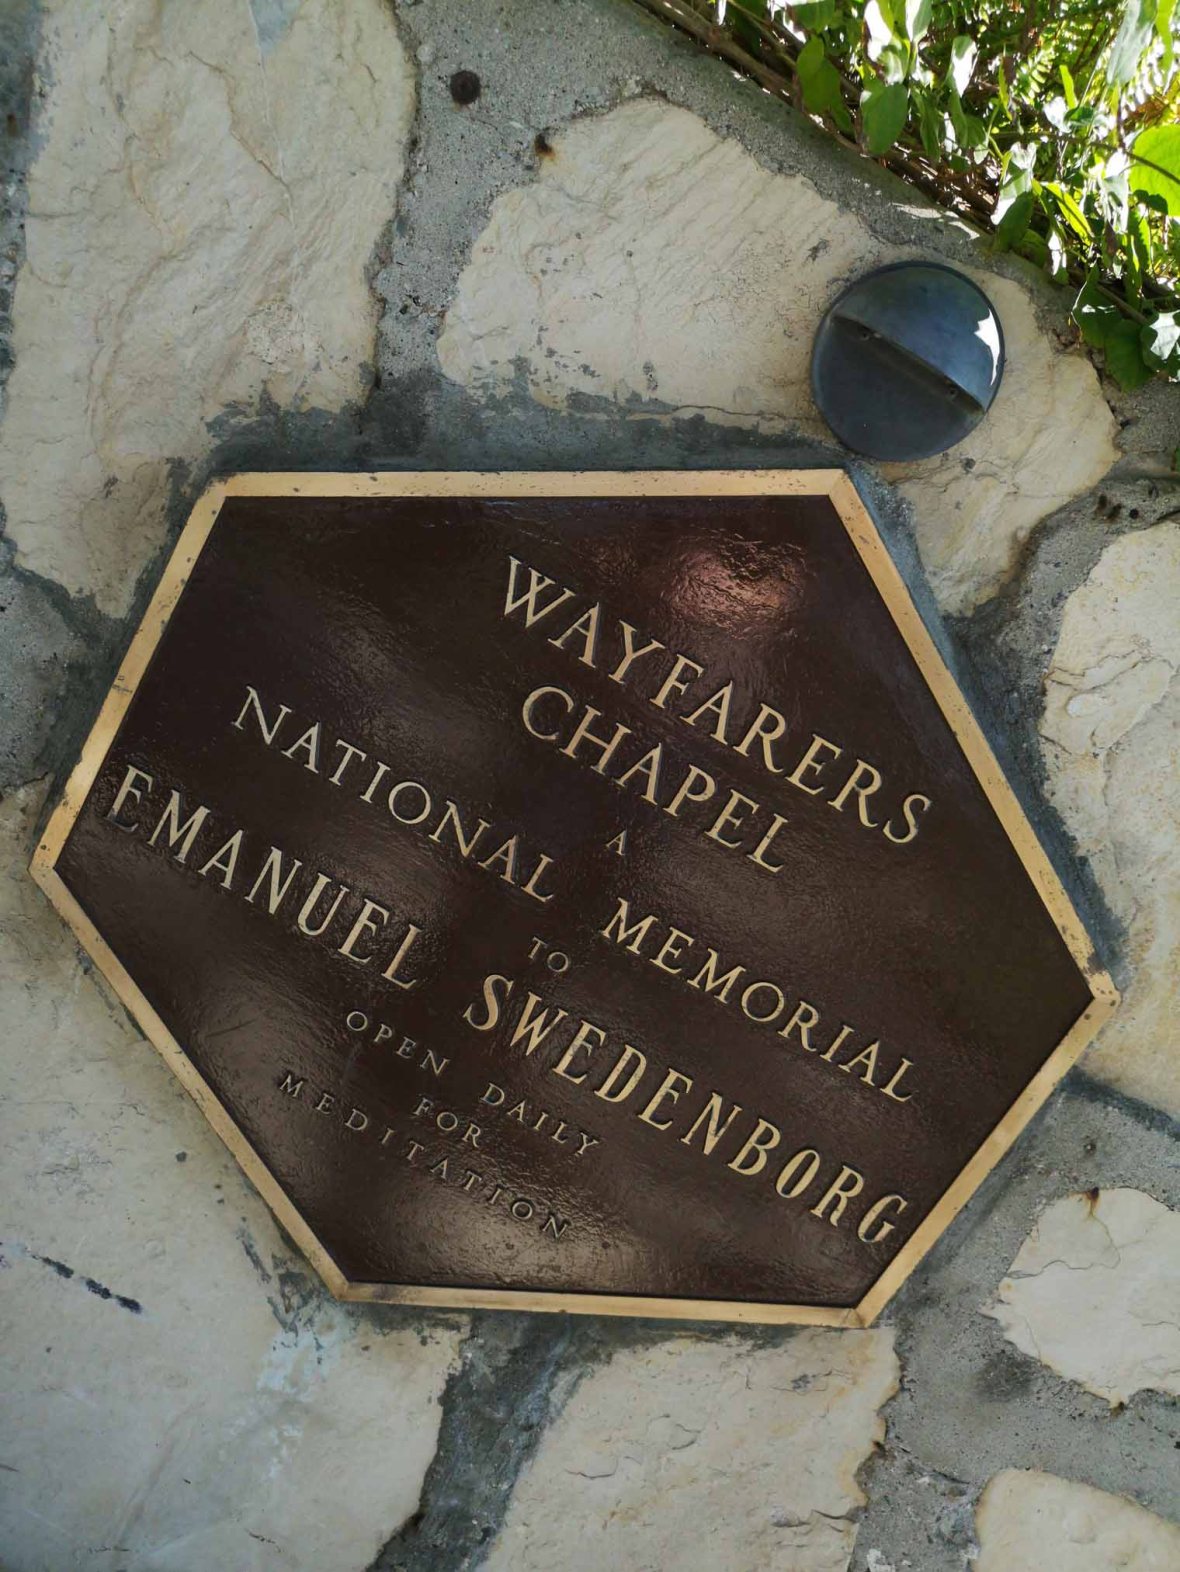 WAYFARERS
CHAPEL
A
NATIONAL MEMORIAL
TO
EMANUEL SWEDENBORG
OPEN DAILY
FOR
MEDITATION